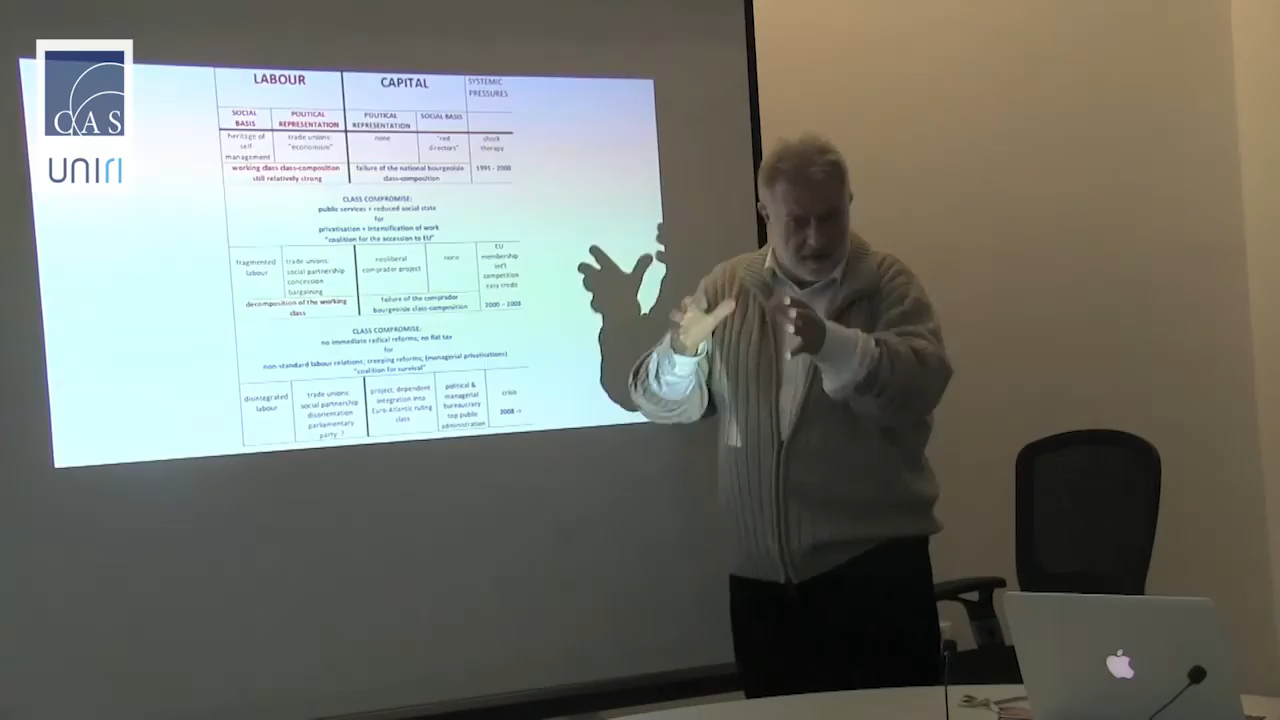 CAS
UNIRI
LABOUR
CAPITAL
SYSTEMIC
PRESSURES
SOCIAL
BASIS
POLITICAL
REPRESENTATION
POLITICAL
REPRESENTATION
SOCIAL BASIS
heritage of
self
management
trade unions:
"economism"
none
"red
directors"
shock
therapy
working class class-composition
still relatively strong
failure of the national bourgeoisie
class-composition
1991 - 2000
CLASS COMPROMISE:
public services + reduced social state
for
privatisation + intensification of work
"coalition for the accession to EU"
fragmented
labour
trade unions:
social partnership
concession
bargaining
neoliberal
comprador project
none
EU
membership
int'l
competition
easy credit
decomposition of the working
class
failure of the comprador
bourgeoisie class-composition
2000 - 2008
CLASS COMPROMISE:
no immediate radical reforms; no flat tax
for
non-standard labour relations; creeping reforms; (managerial privatisations)
"coalition for survival"
disintegrated
labour
trade unions:
social partnership
disorientation
parliamentary
party ?
project: dependent
integration into
Euro-Atlantic ruling
class
political &
managerial
bureaucracy
top public
administration
crisis
2008 ->